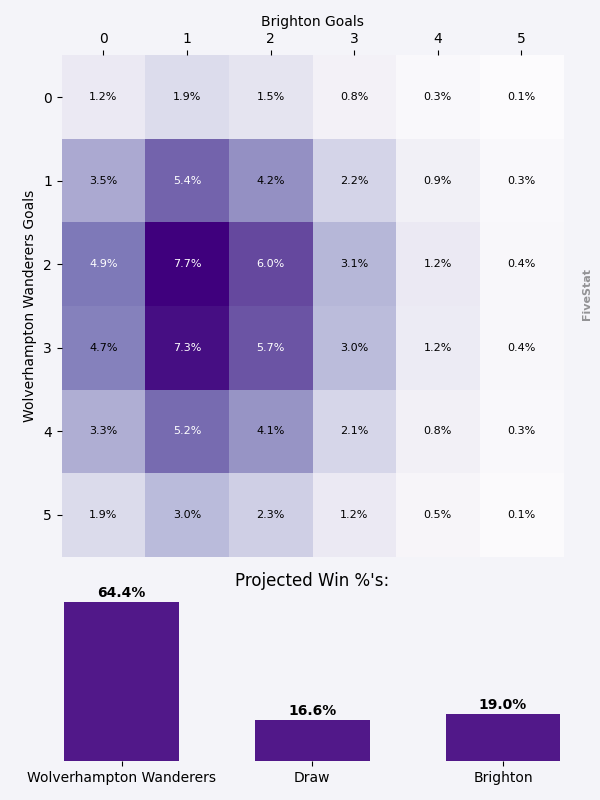 Brighton Goals
0 1 2 3 4 5
Wolverhampton Wanderers Goals
0 1.2% 1.9% 1.5% 0.8% 0.3% 0.1%
1 3.5% 5.4% 4.2% 2.2% 0.9% 0.3%
2 4.9% 7.7% 6.0% 3.1% 1.2% 0.4%
3 4.7% 7.3% 5.7% 3.0% 1.2% 0.4%
4 3.3% 5.2% 4.1% 2.1% 0.8% 0.3%
5 1.9% 3.0% 2.3% 1.2% 0.5% 0.1%
FiveStat
Projected Win %'s:
64.4% 16.6% 19.0%
Wolverhampton Wanderers Draw Brighton